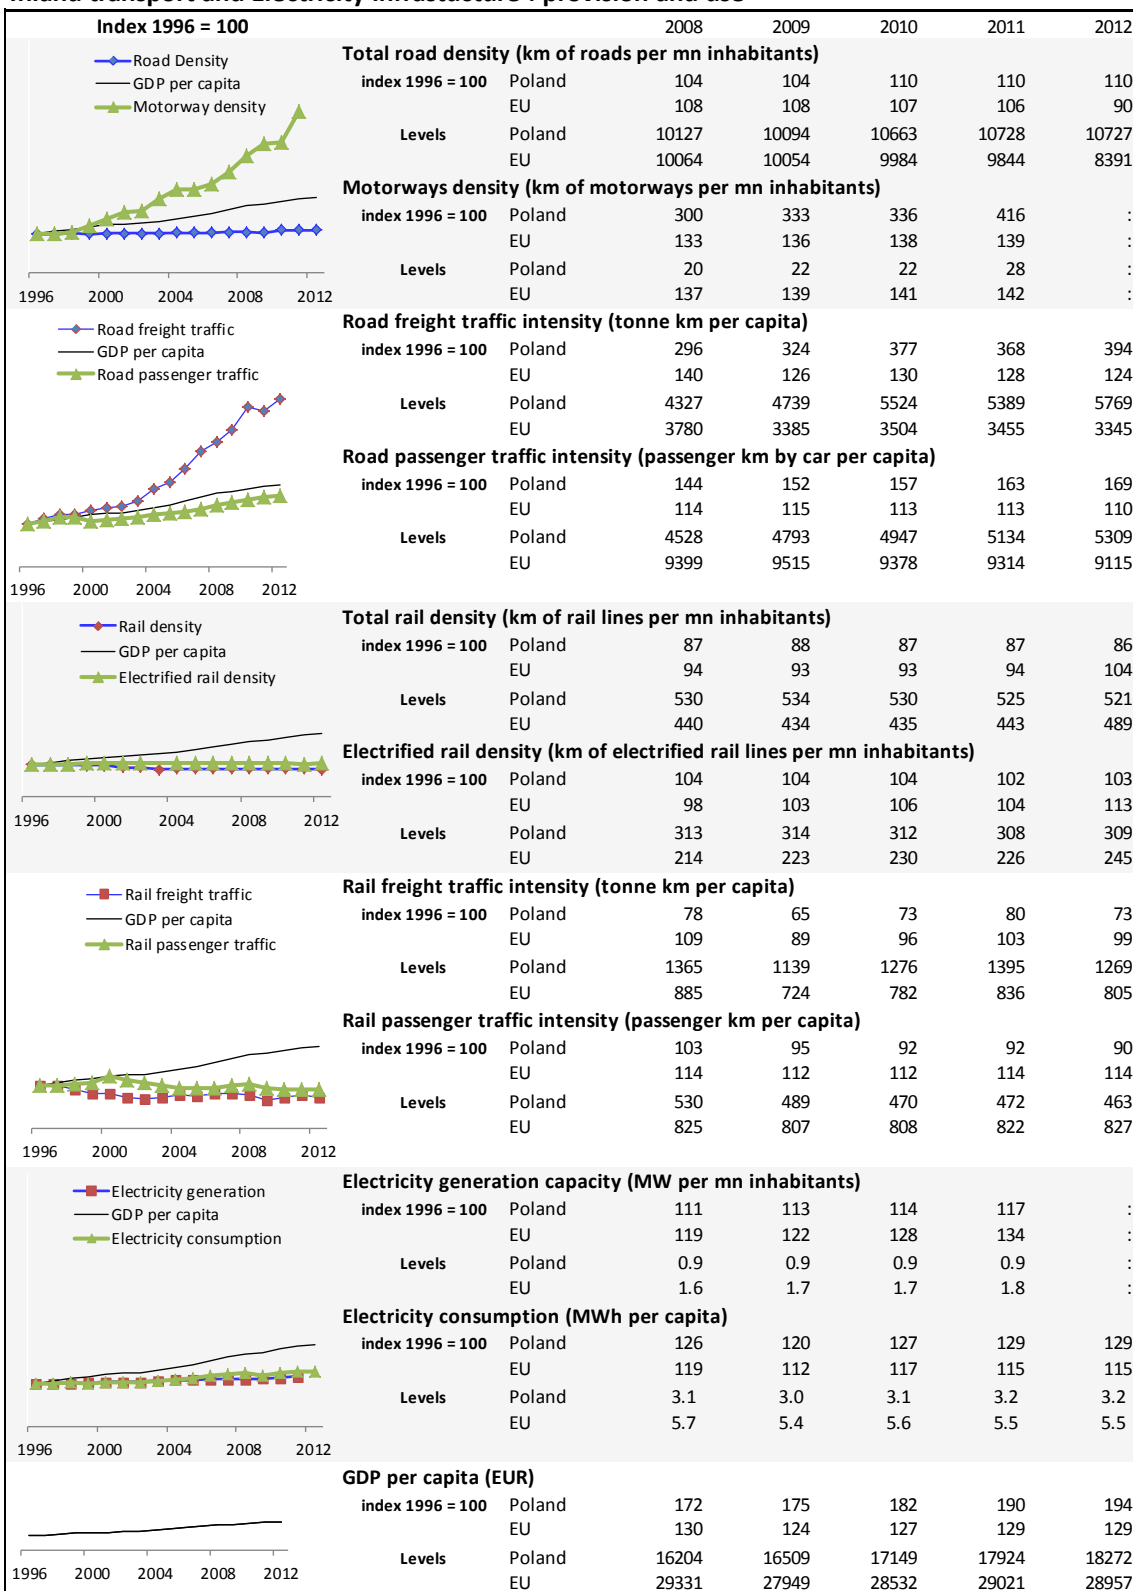 Index 1996 = 100 2008 2009 2010 2011 2012
Road Density
GDP per capita
Motorway density
1996 2000 2004 2008 2012
Total road density (km of roads per mn inhabitants)
index 1996 = 100 Poland 104 104 110 110 110
EU 108 108 107 106 90
Levels Poland 10127 10094 10663 10728 10727
EU 10064 10054 9984 9844 8391
Motorways density (km of motorways per mn inhabitants)
index 1996 = 100 Poland 300 333 336 416 :
EU 133 136 138 139 :
Levels Poland 20 22 22 28 :
EU 137 139 141 142 :
Road freight traffic
GDP per capita
Road passenger traffic
1996 2000 2004 2008 2012
Road freight traffic intensity (tonne km per capita)
index 1996 = 100 Poland 296 324 377 368 394
EU 140 126 130 128 124
Levels Poland 4327 4739 5524 5389 5769
EU 3780 3385 3504 3455 3345
Road passenger traffic intensity (passenger km by car per capita)
index 1996 = 100 Poland 144 152 157 163 169
EU 114 115 113 113 110
Levels Poland 4528 4793 4947 5134 5309
EU 9399 9515 9378 9314 9115
Rail density
GDP per capita
Electrified rail density
1996 2000 2004 2008 2012
Total rail density (km of rail lines per mn inhabitants)
index 1996 = 100 Poland 87 88 87 87 86
EU 94 93 93 94 104
Levels Poland 530 534 530 525 521
EU 440 434 435 443 489
Electrified rail density (km of electrified rail lines per mn inhabitants)
index 1996 = 100 Poland 104 104 104 102 103
EU 98 103 106 104 113
Levels Poland 313 314 312 308 309
EU 214 223 230 226 245
Rail freight traffic
GDP per capita
Rail passenger traffic
1996 2000 2004 2008 2012
Rail freight traffic intensity (tonne km per capita)
index 1996 = 100 Poland 78 65 73 80 73
EU 109 89 96 103 99
Levels Poland 1365 1139 1276 1395 1269
EU 885 724 782 836 805
Rail passenger traffic intensity (passenger km per capita)
index 1996 = 100 Poland 103 95 92 92 90
EU 114 112 112 114 114
Levels Poland 530 489 470 472 463
EU 825 807 808 822 827
Electricity generation
GDP per capita
Electricity consumption
1996 2000 2004 2008 2012
Electricity generation capacity (MW per mn inhabitants)
index 1996 = 100 Poland 111 113 114 117 :
EU 119 122 128 134 :
Levels Poland 0.9 0.9 0.9 0.9 :
EU 1.6 1.7 1.7 1.8 :
Electricity consumption (MWh per capita)
index 1996 = 100 Poland 126 120 127 129 129
EU 119 112 117 115 115
Levels Poland 3.1 3.0 3.1 3.2 3.2
EU 5.7 5.4 5.6 5.5 5.5
1996 2000 2004 2008 2012
GDP per capita (EUR)
index 1996 = 100 Poland 172 175 182 190 194
EU 130 124 127 129 129
Levels Poland 16204 16509 17149 17924 18272
EU 29331 27949 28532 29021 28957